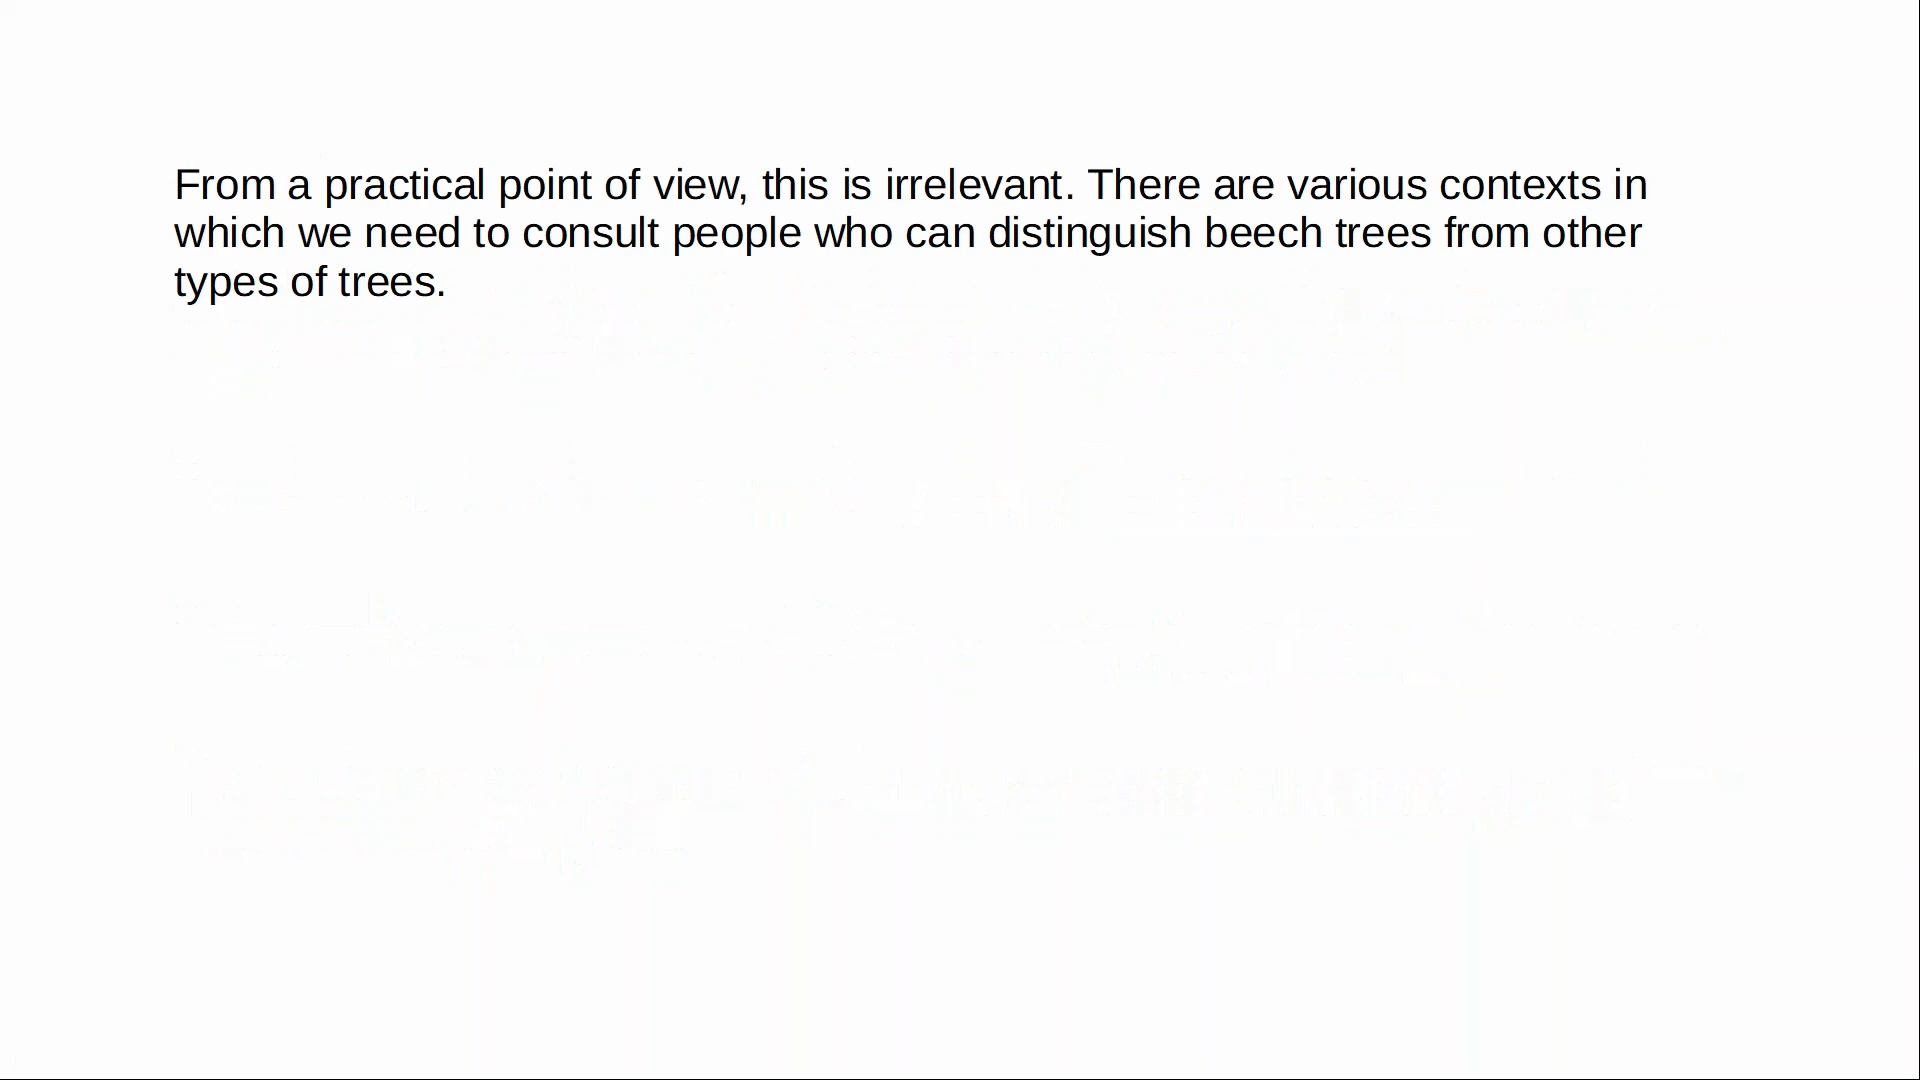 From a practical point of view, this is irrelevant. There are various contexts in
which we need to consult people who can distinguish beech trees from other
types of trees.